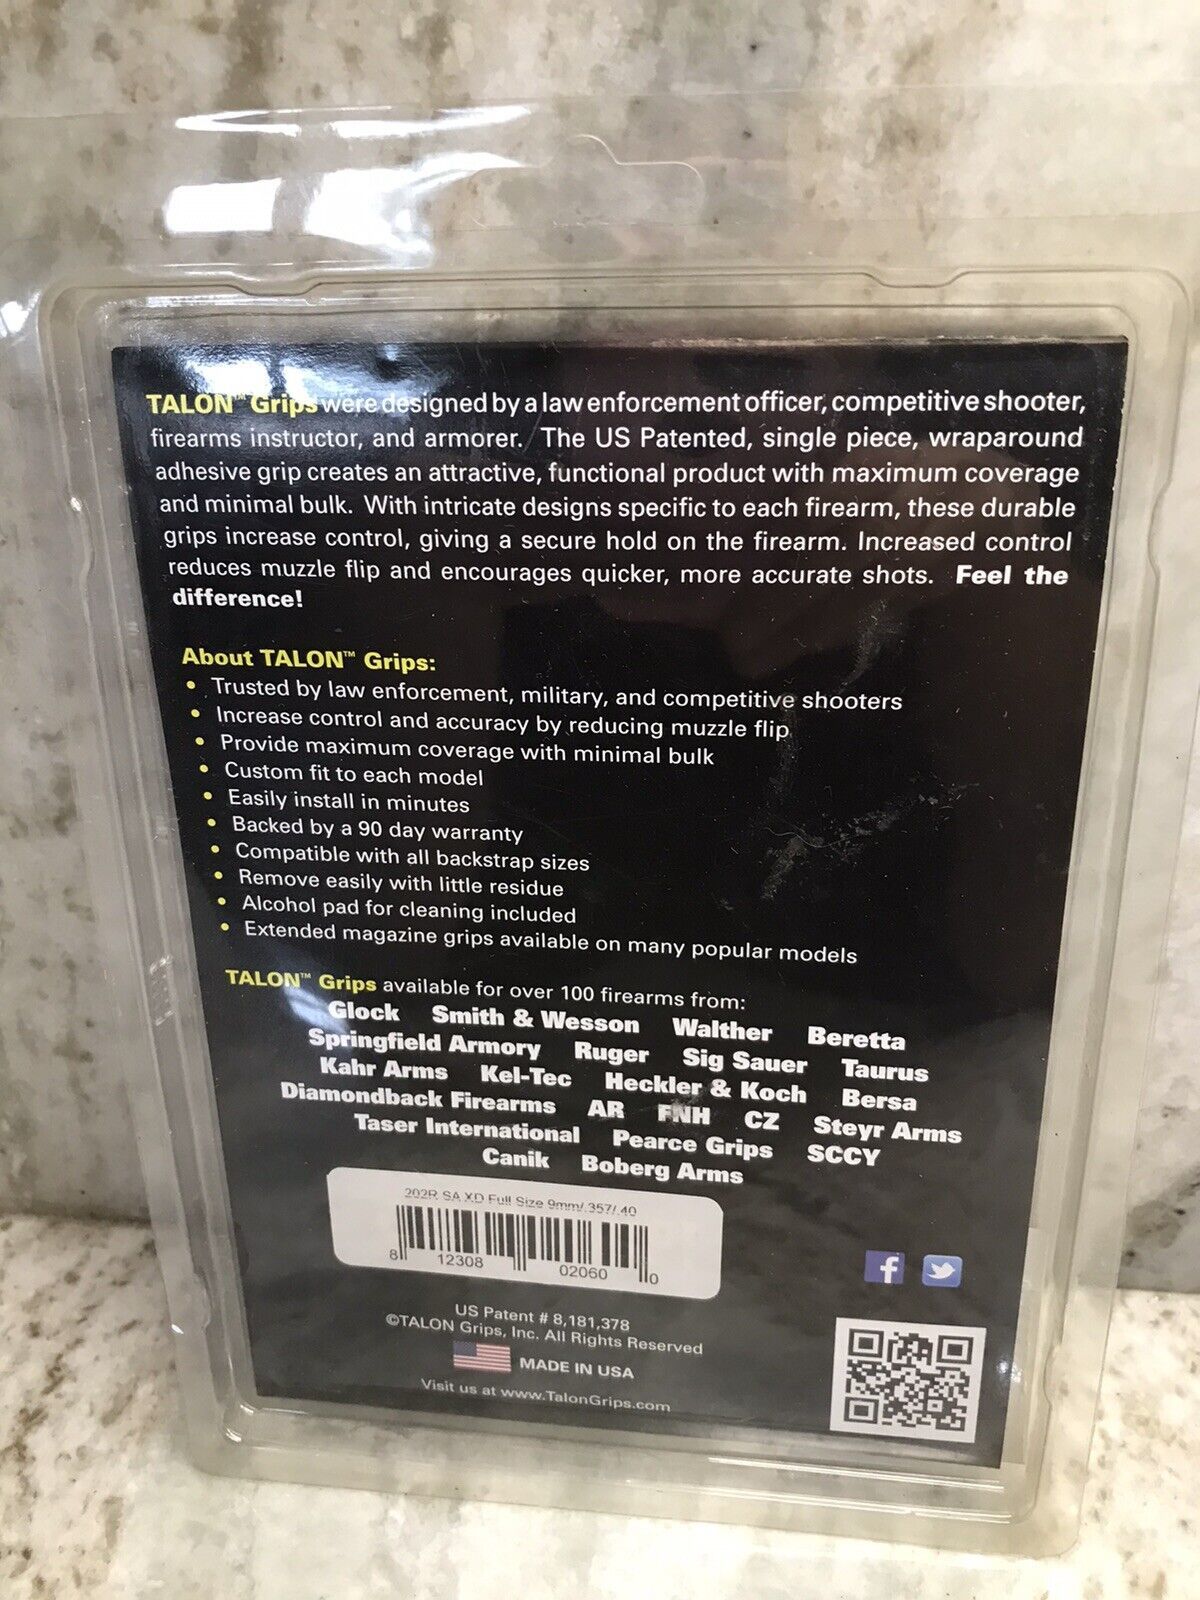 TALON™ Grips were designed by a law enforcement officer, competitive shooter,
firearms instructor, and armorer. The US Patented, single piece, wraparound
adhesive grip creates an attractive, functional product with maximum coverage
and minimal bulk. With intricate designs specific to each firearm, these durable
grips increase control, giving a secure hold on the firearm. Increased control
reduces muzzle flip and encourages quicker, more accurate shots. Feel the
difference!
About TALON™ Grips:
• Trusted by law enforcement, military, and competitive shooters
• Increase control and accuracy by reducing muzzle flip
• Provide maximum coverage with minimal bulk
• Custom fit to each model
• Easily install in minutes
• Backed by a 90 day warranty
• Compatible with all backstrap sizes
• Remove easily with little residue
• Alcohol pad for cleaning included
• Extended magazine grips available on many popular models
TALON™ Grips available for over 100 firearms from:
Glock Smith & Wesson Walther Beretta
Springfield Armory Ruger Sig Sauer Taurus
Kahr Arms Kel-Tec Heckler & Koch Bersa
Diamondback Firearms AR FNH CZ Steyr Arms
Taser International Pearce Grips SCCY
Canik Boberg Arms
202R SA XD Full Size 9mm/.357/.40
8 12308 02060 0
US Patent # 8,181,378
©TALON Grips, Inc. All Rights Reserved
MADE IN USA
Visit us at www.TalonGrips.com